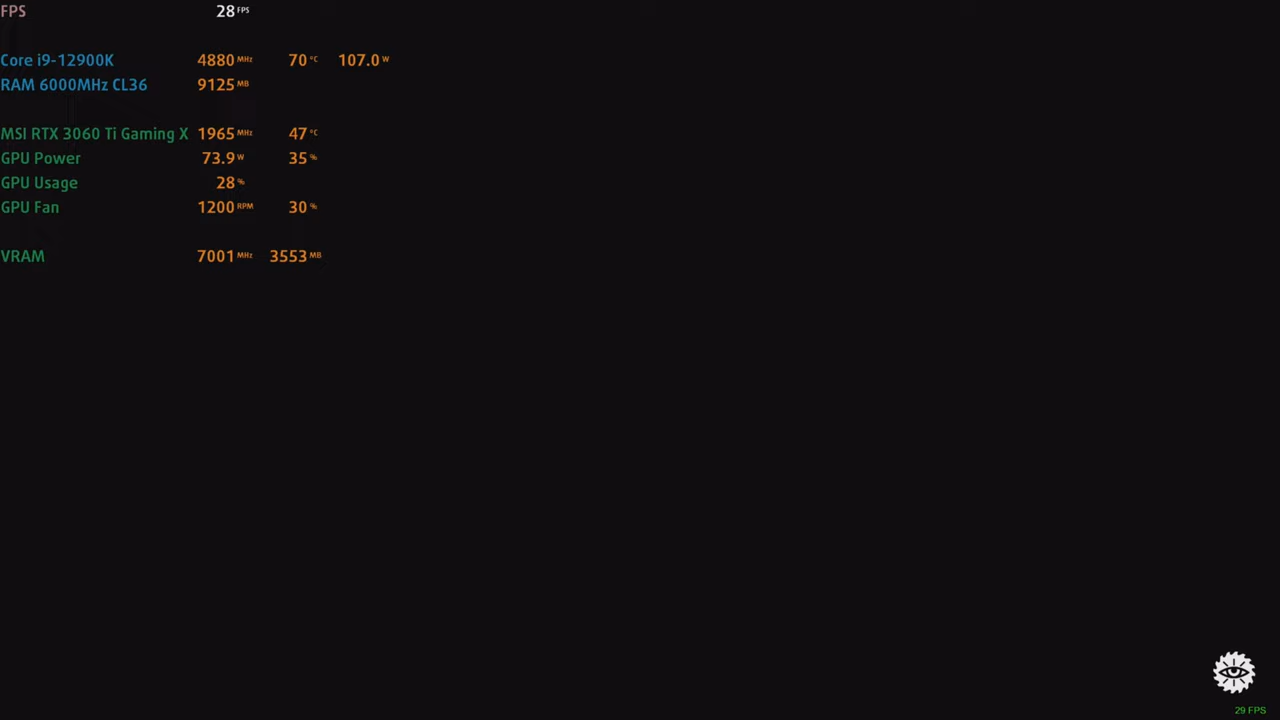 FPS 28 FPS
Core i9-12900K 4880 MHz 70 °C 107.0 W
RAM 6000MHz CL36 9125 MB
MSI RTX 3060 Ti Gaming X 1965 MHz 47 °C
GPU Power 73.9 W 35 %
GPU Usage 28 %
GPU Fan 1200 RPM 30 %
VRAM 7001 MHz 3553 MB
29 FPS